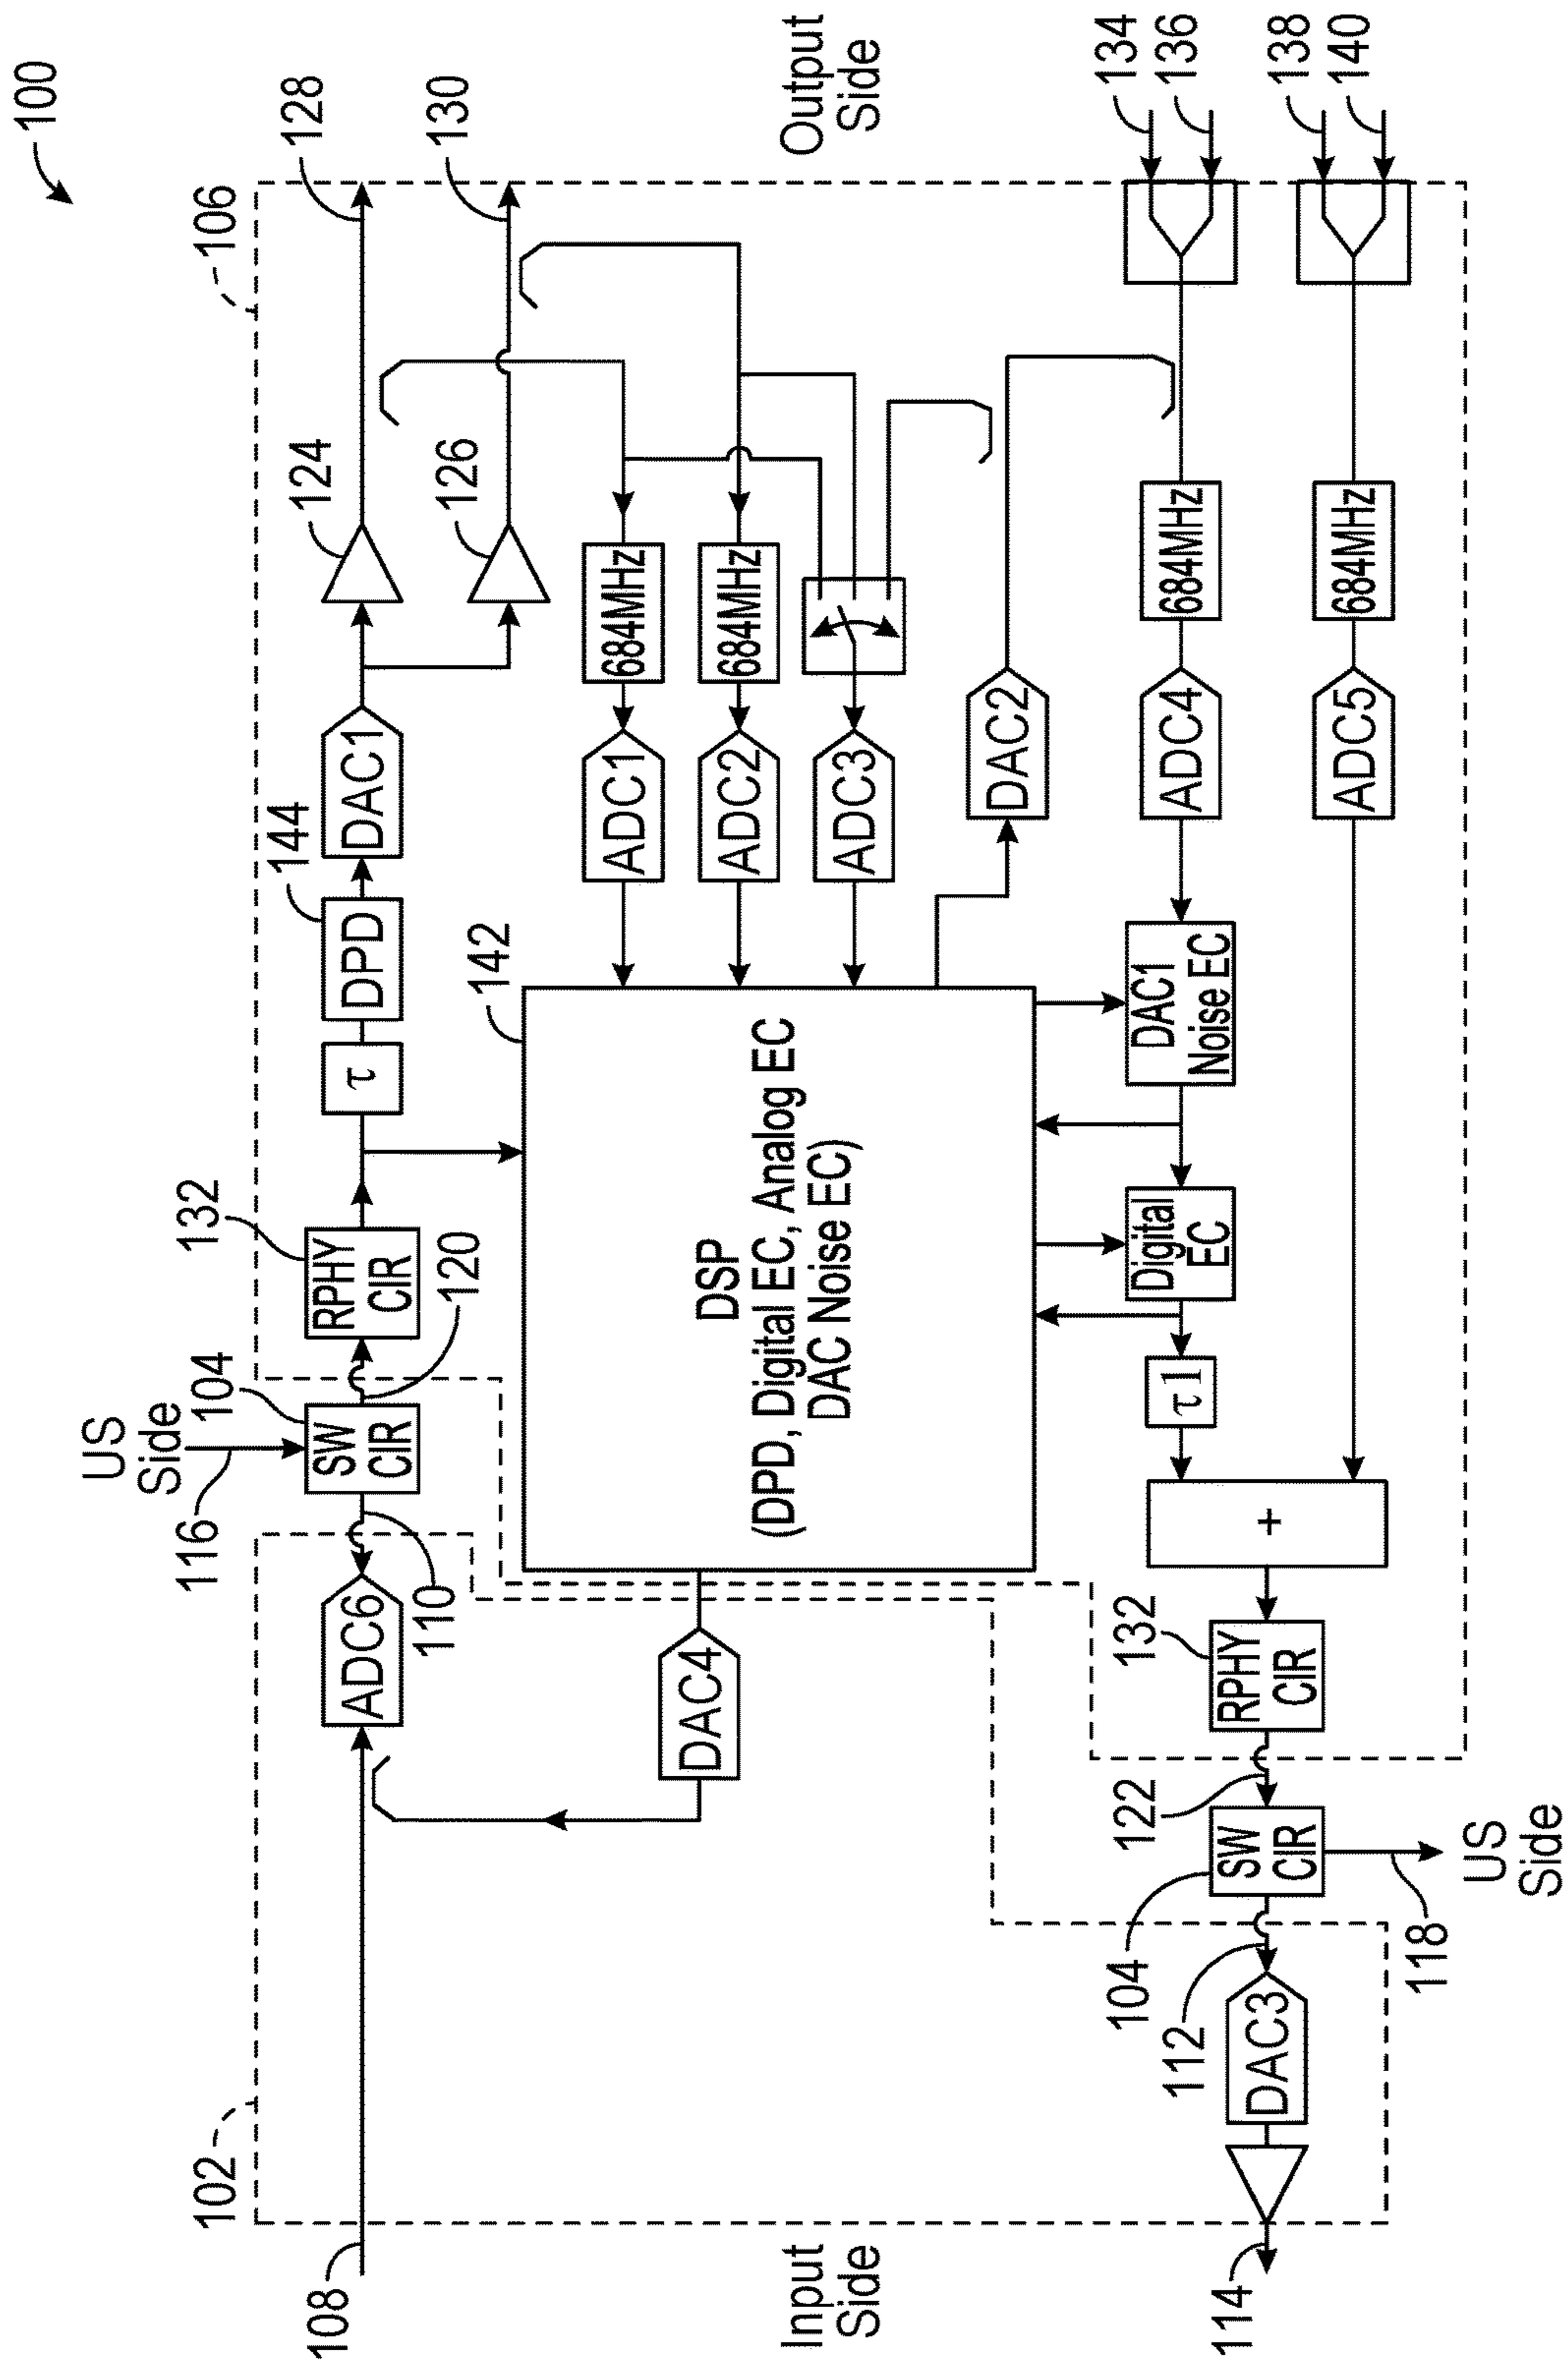 100
106
128
130
Output
Side
134
136
138
140
124
126
144
DAC1
DPD
τ
132
RPHY
CIR
120
US
Side
104
SW
CIR
116
110
ADC6
102
108
Input
Side
684MHz
684MHz
ADC1
ADC2
ADC3
142
DSP
(DPD, Digital EC, Analog EC
DAC Noise EC)
DAC4
DAC2
684MHz
684MHz
ADC4
ADC5
DAC1
Noise EC
Digital
EC
τ1
+
132
RPHY
CIR
122
SW
CIR
104
US
Side
118
112
DAC3
114